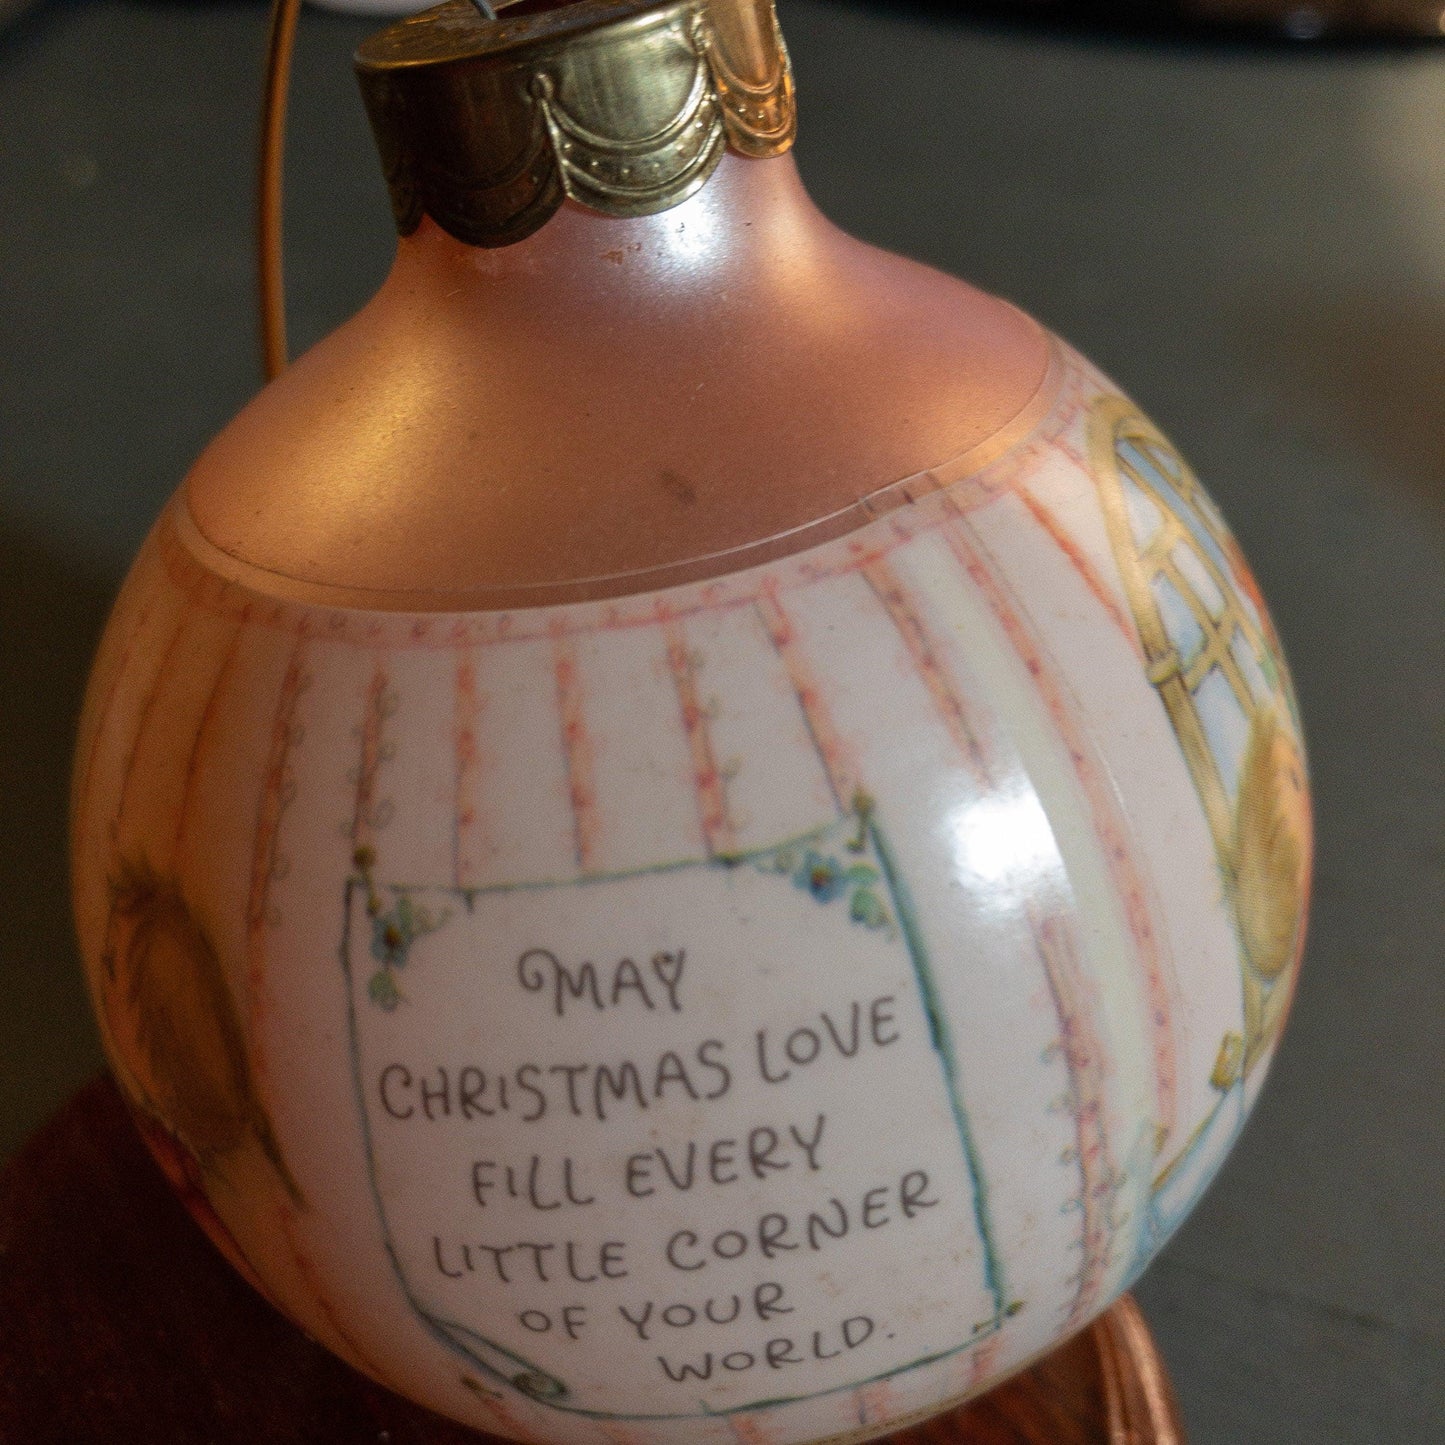 MAY
CHRISTMAS LOVE
FILL EVERY
LITTLE CORNER
OF YOUR
WORLD.